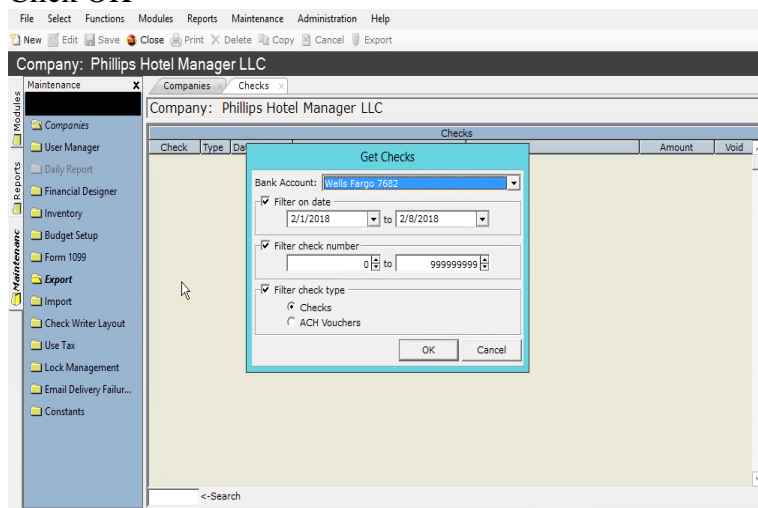 Click OK
File Select Functions Modules Reports Maintenance Administration Help
New Edit Save Close Print Delete Copy Cancel Export
Company: Phillips Hotel Manager LLC
Maintenance X
Companies × Checks ×
Company: Phillips Hotel Manager LLC
Modules
Reports
Maintenanc
Companies
User Manager
Daily Report
Financial Designer
Inventory
Budget Setup
Form 1099
Export
Import
Check Writer Layout
Use Tax
Lock Management
Email Delivery Failur...
Constants
Checks
Check Type Da Amount Void
Get Checks
Bank Account: Wells Fargo 7682
Filter on date
2/1/2018 to 2/8/2018
Filter check number
0 to 999999999
Filter check type
Checks
ACH Vouchers
OK Cancel
<-Search